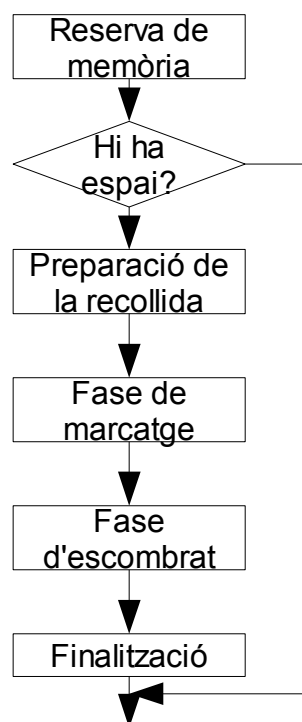 Reserva de
memòria
Hi ha
espai?
Preparació de
la recollida
Fase de
marcatge
Fase
d'escombrat
Finalització